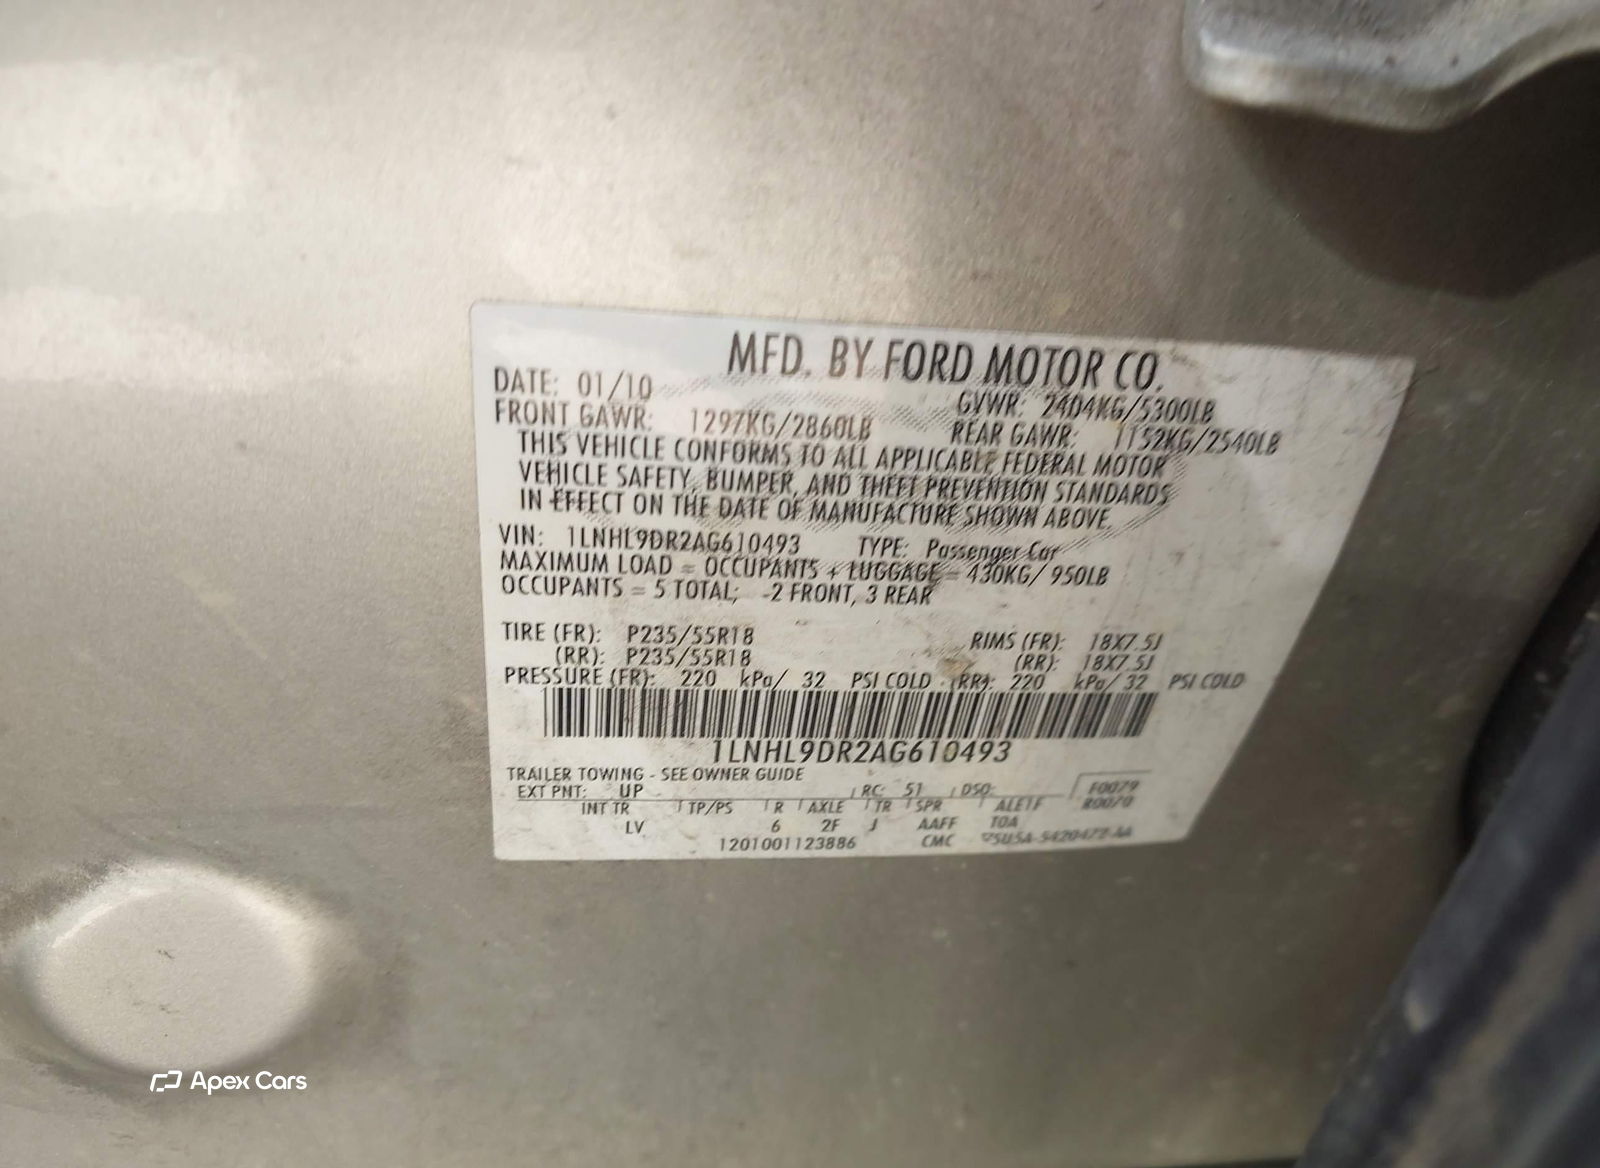 MFD. BY FORD MOTOR CO.
DATE: 01/10 GVWR: 2404KG/5300LB
FRONT GAWR: 1297KG/2860LB REAR GAWR: 1152KG/2540LB
THIS VEHICLE CONFORMS TO ALL APPLICABLE FEDERAL MOTOR
VEHICLE SAFETY, BUMPER, AND THEFT PREVENTION STANDARDS
IN EFFECT ON THE DATE OF MANUFACTURE SHOWN ABOVE.
VIN: 1LNHL9DR2AG610493 TYPE: Passenger Car
MAXIMUM LOAD = OCCUPANTS + LUGGAGE = 430KG/ 950LB
OCCUPANTS = 5 TOTAL; -2 FRONT, 3 REAR
TIRE (FR): P235/55R18 RIMS (FR): 18X7.5J
(RR): P235/55R18 (RR): 18X7.5J
PRESSURE (FR): 220 kPa/ 32 PSI COLD (RR): 220 kPa/ 32 PSI COLD
1LNHL9DR2AG610493
TRAILER TOWING - SEE OWNER GUIDE
EXT PNT: UP RC: 51 DSO: F0079
INT TR TP/PS R AXLE TR SPR R0070
LV 6 2F J AAFF TOA
1201001123886 CMC
Apex Cars